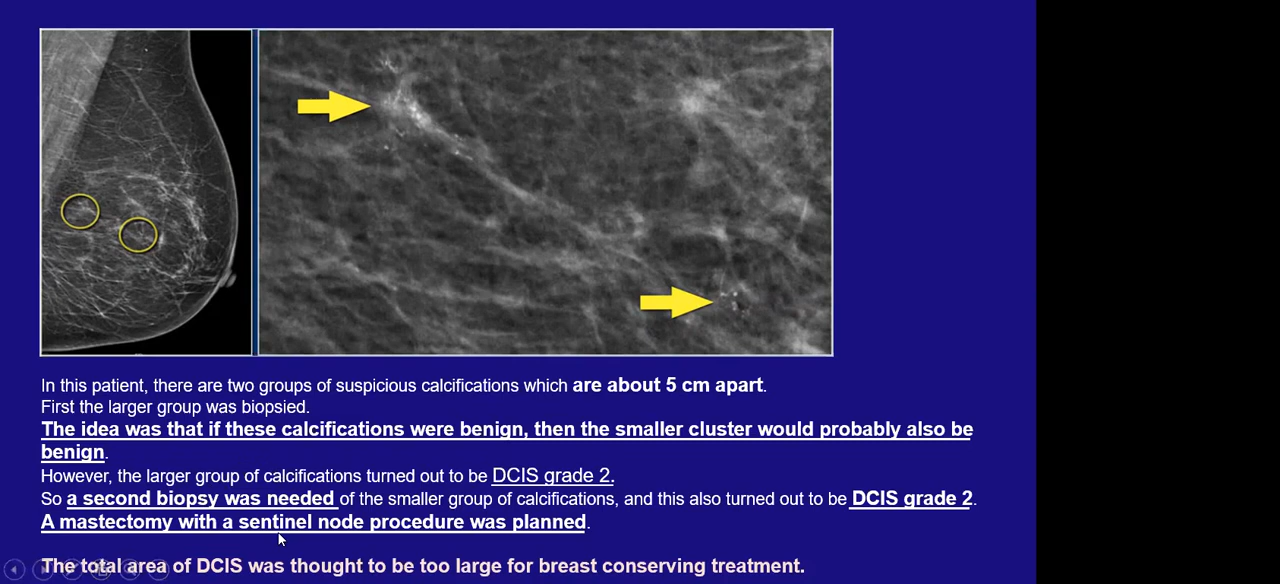 In this patient, there are two groups of suspicious calcifications which are about 5 cm apart.
First the larger group was biopsied.
The idea was that if these calcifications were benign, then the smaller cluster would probably also be
benign.
However, the larger group of calcifications turned out to be DCIS grade 2.
So a second biopsy was needed of the smaller group of calcifications, and this also turned out to be DCIS grade 2.
A mastectomy with a sentinel node procedure was planned.
The total area of DCIS was thought to be too large for breast conserving treatment.